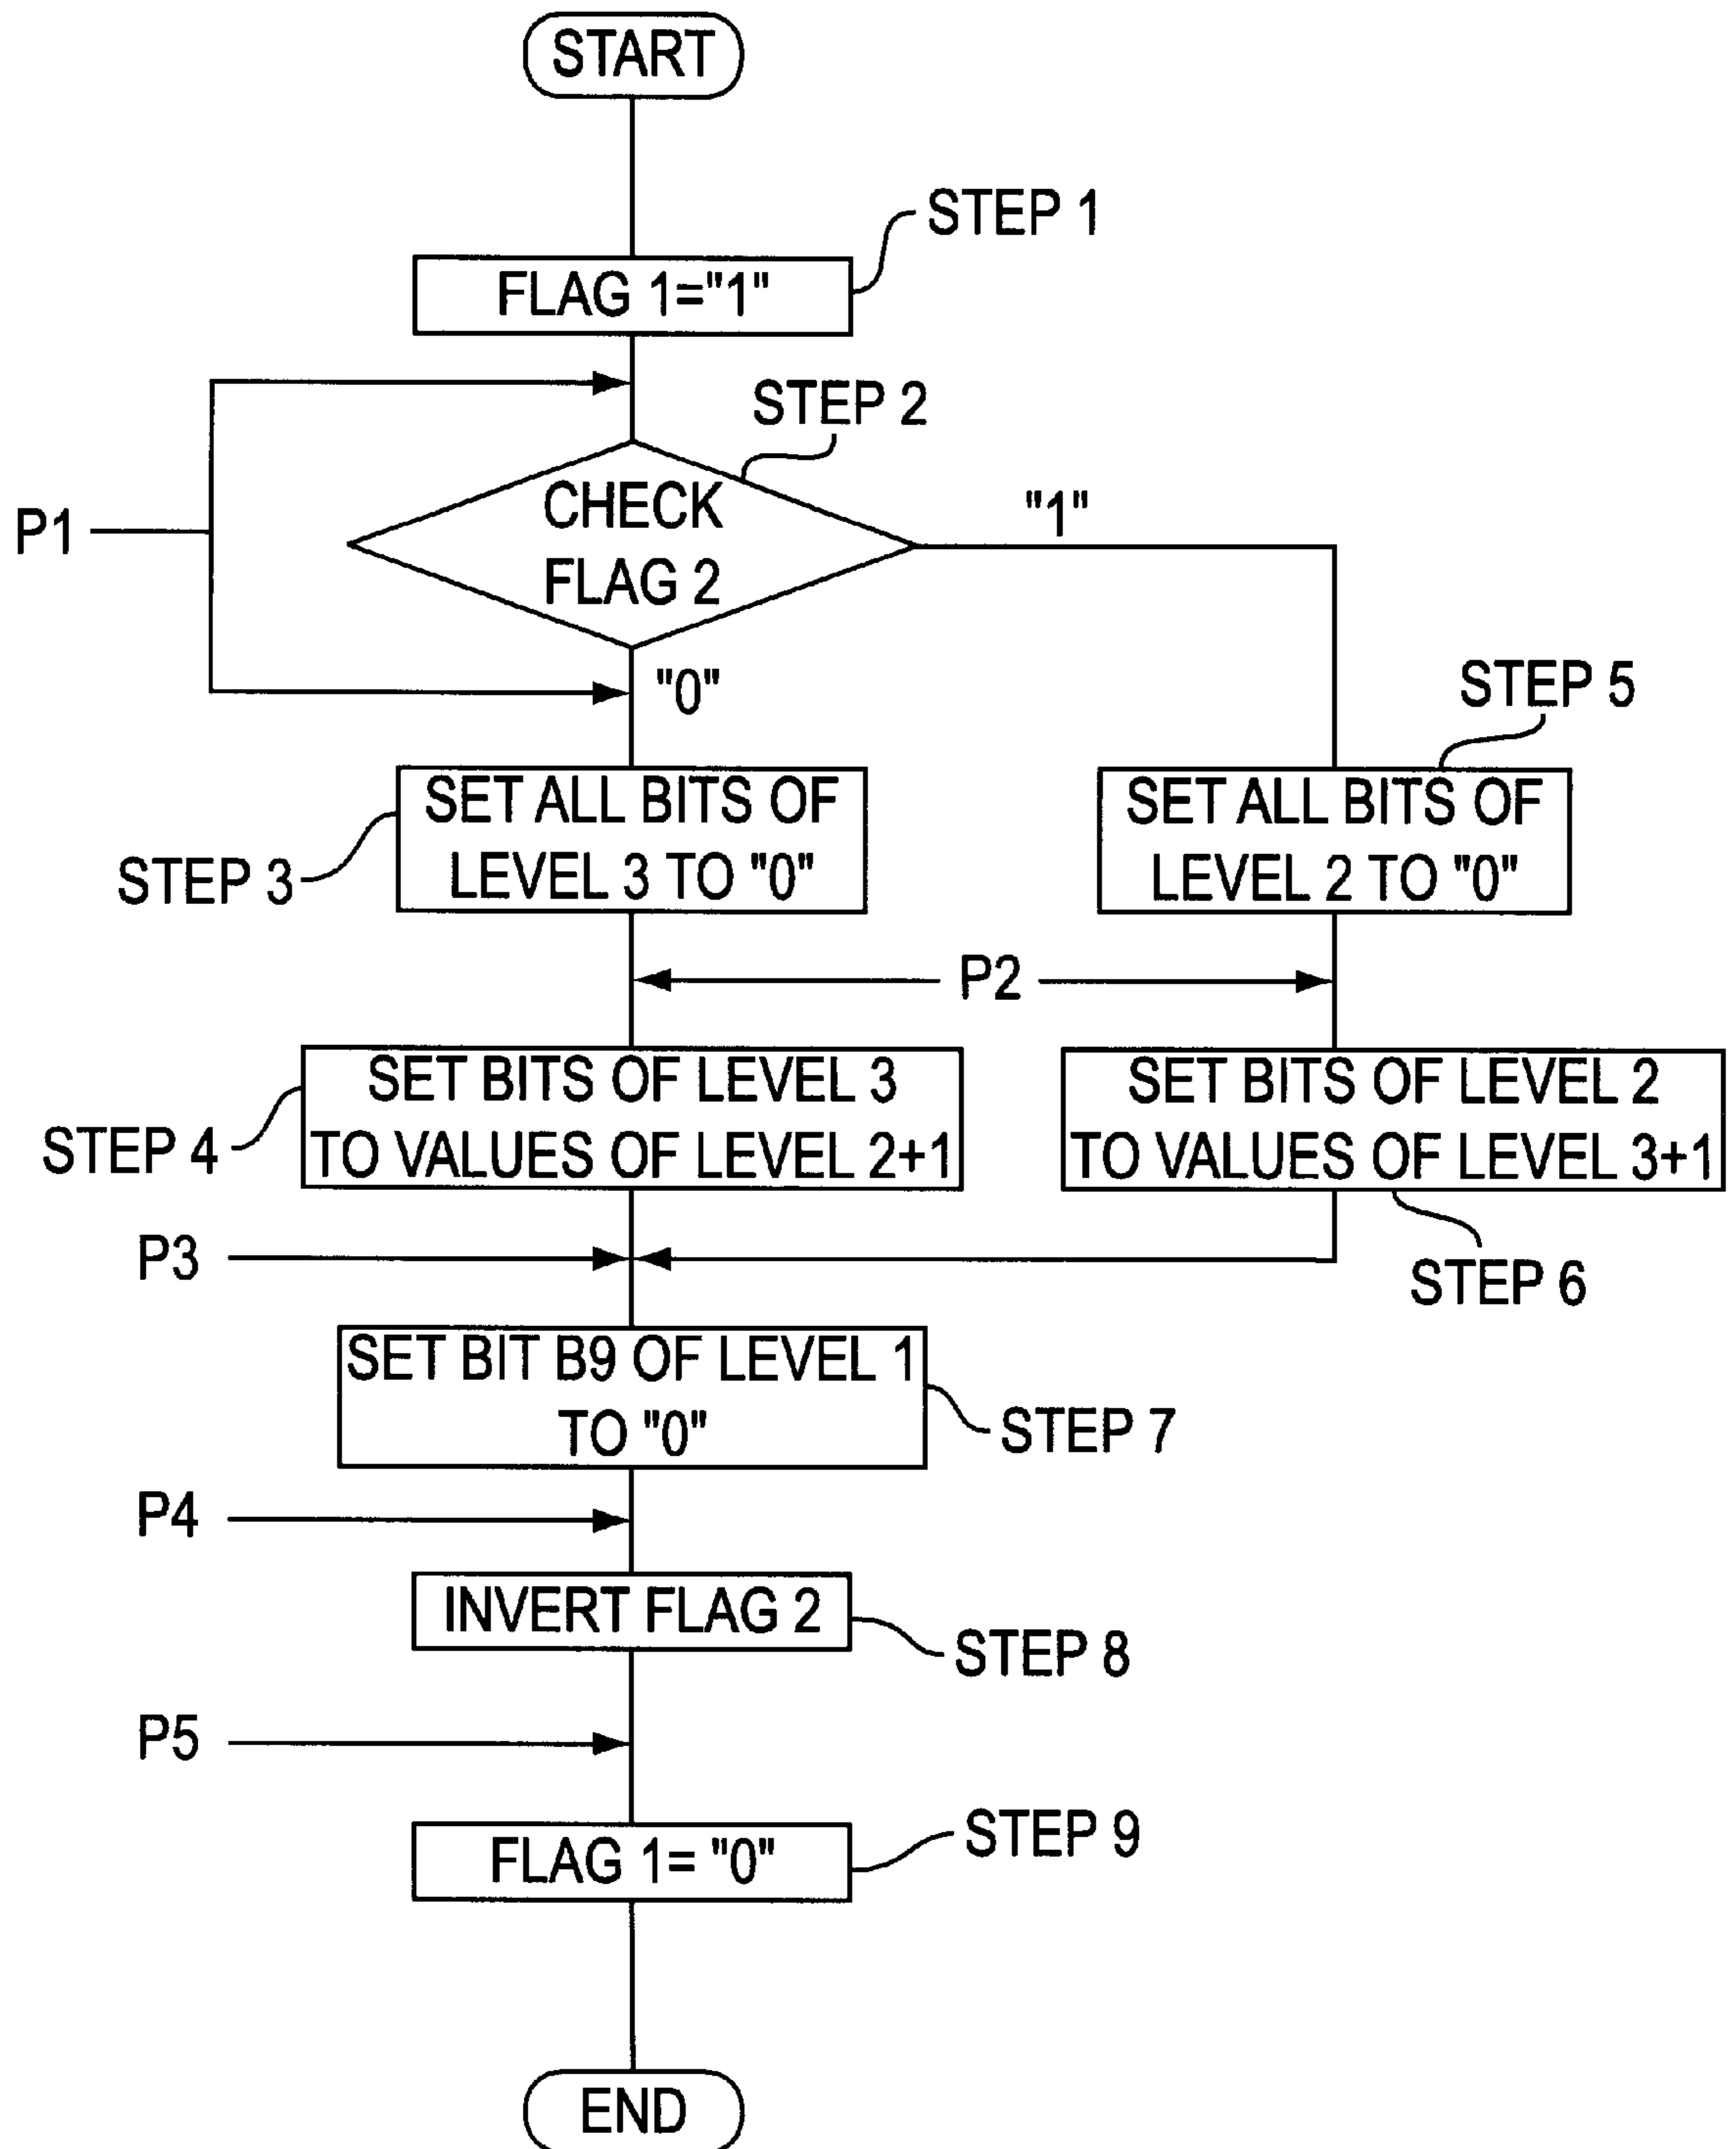 START
STEP 1
FLAG 1="1"
STEP 2
CHECK
FLAG 2
"1"
P1
"0"
STEP 5
SET ALL BITS OF
LEVEL 3 TO "0"
SET ALL BITS OF
LEVEL 2 TO "0"
STEP 3
P2
SET BITS OF LEVEL 3
TO VALUES OF LEVEL 2+1
SET BITS OF LEVEL 2
TO VALUES OF LEVEL 3+1
STEP 4
P3
STEP 6
SET BIT B9 OF LEVEL 1
TO "0"
STEP 7
P4
INVERT FLAG 2
STEP 8
P5
STEP 9
FLAG 1= "0"
END